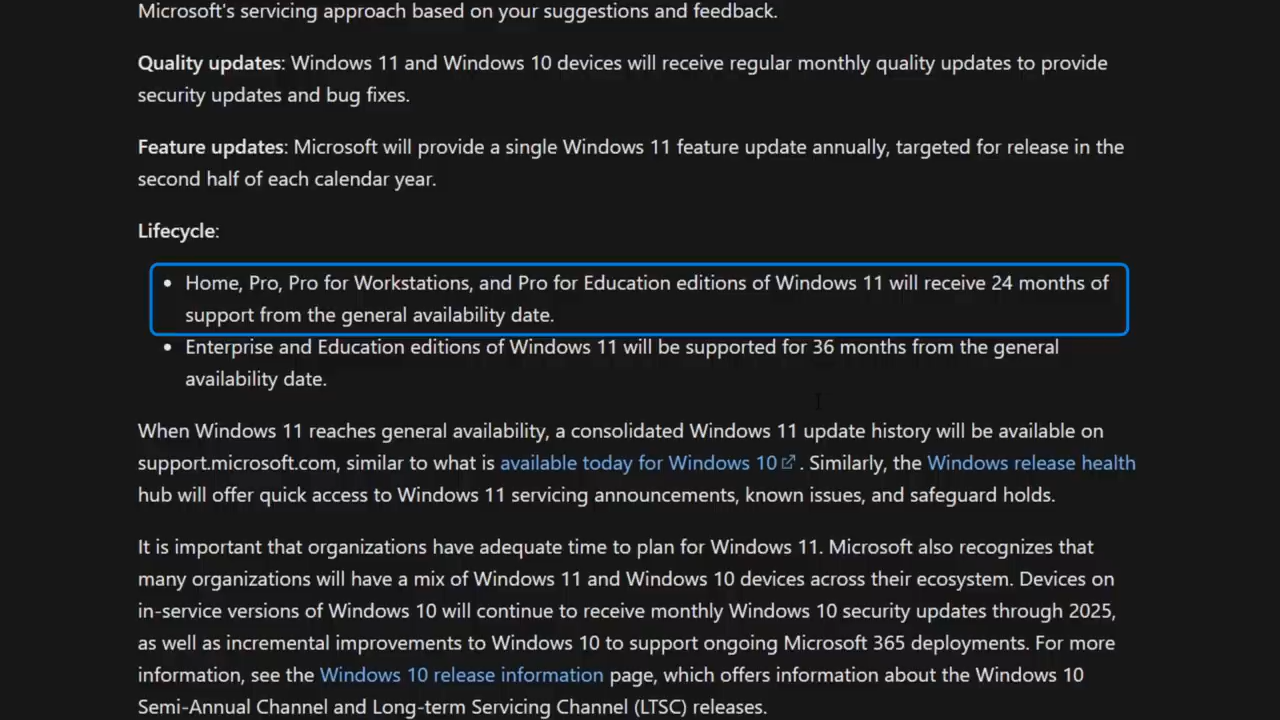 Microsoft's servicing approach based on your suggestions and feedback.
Quality updates: Windows 11 and Windows 10 devices will receive regular monthly quality updates to provide
security updates and bug fixes.
Feature updates: Microsoft will provide a single Windows 11 feature update annually, targeted for release in the
second half of each calendar year.
Lifecycle:
• Home, Pro, Pro for Workstations, and Pro for Education editions of Windows 11 will receive 24 months of
support from the general availability date.
• Enterprise and Education editions of Windows 11 will be supported for 36 months from the general
availability date.
When Windows 11 reaches general availability, a consolidated Windows 11 update history will be available on
support.microsoft.com, similar to what is available today for Windows 10. Similarly, the Windows release health
hub will offer quick access to Windows 11 servicing announcements, known issues, and safeguard holds.
It is important that organizations have adequate time to plan for Windows 11. Microsoft also recognizes that
many organizations will have a mix of Windows 11 and Windows 10 devices across their ecosystem. Devices on
in-service versions of Windows 10 will continue to receive monthly Windows 10 security updates through 2025,
as well as incremental improvements to Windows 10 to support ongoing Microsoft 365 deployments. For more
information, see the Windows 10 release information page, which offers information about the Windows 10
Semi-Annual Channel and Long-term Servicing Channel (LTSC) releases.